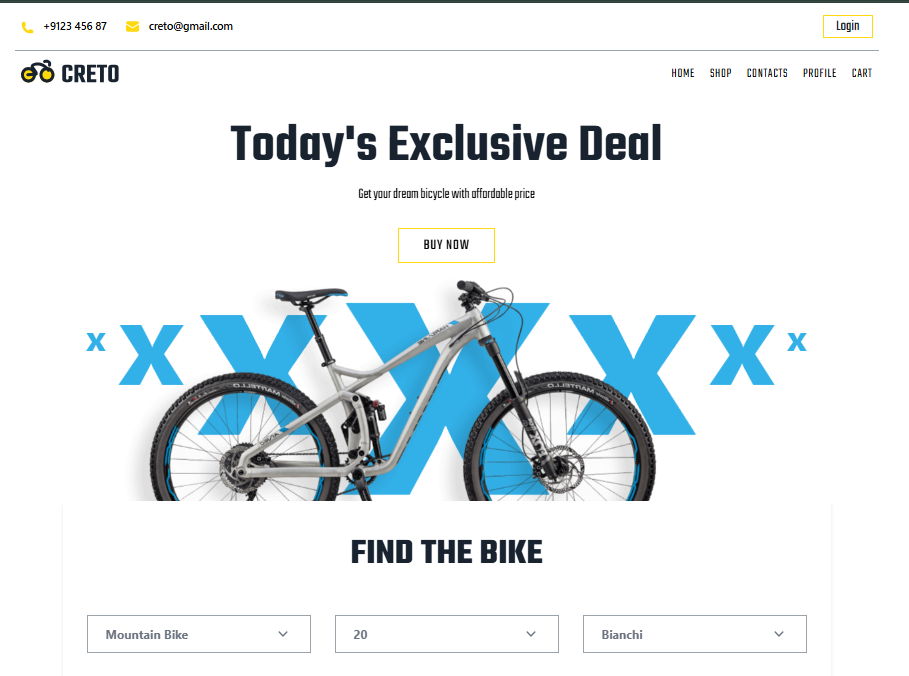 +9123 456 87
creto@gmail.com
Login
CRETO
HOME SHOP CONTACTS PROFILE CART
Today's Exclusive Deal
Get your dream bicycle with affordable price
BUY NOW
x X X X X X x
FIND THE BIKE
Mountain Bike
20
Bianchi